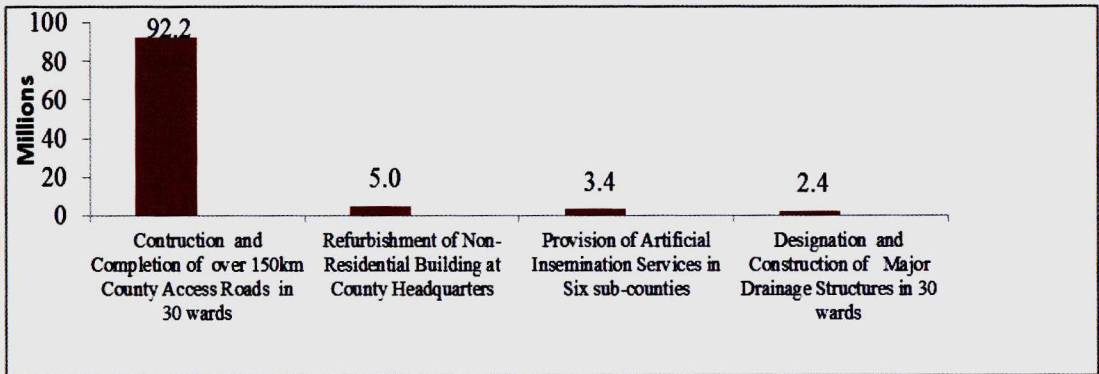 Millions
100
80
60
40
20
0
92.2
5.0
3.4
2.4
Contruction and
Completion of over 150km
County Access Roads in
30 wards
Refurbishment of Non-
Residential Building at
County Headquarters
Provision of Artificial
Insemination Services in
Six sub-counties
Designation and
Construction of Major
Drainage Structures in 30
wards